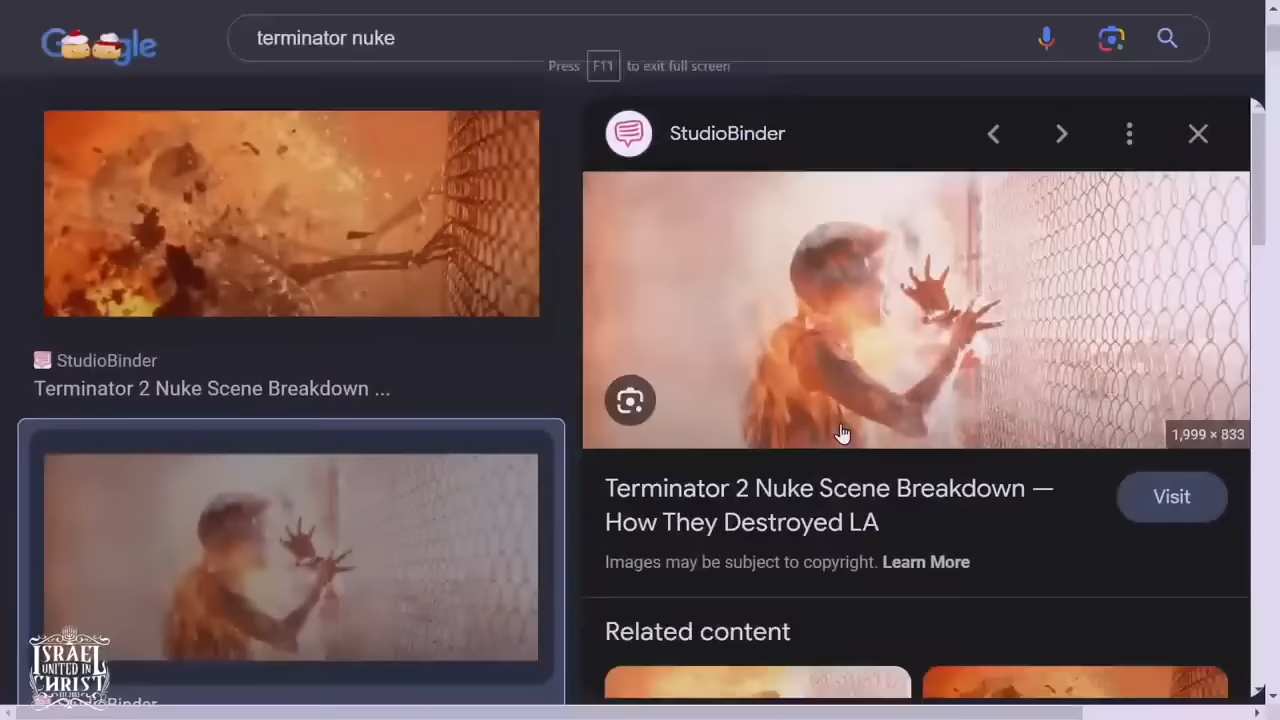 Google
terminator nuke
Press F11 to exit full screen
StudioBinder
1,999 × 833
StudioBinder
Terminator 2 Nuke Scene Breakdown ...
Terminator 2 Nuke Scene Breakdown —
How They Destroyed LA
Visit
Images may be subject to copyright. Learn More
Related content
ISRAEL
UNITED IN
CHRIST